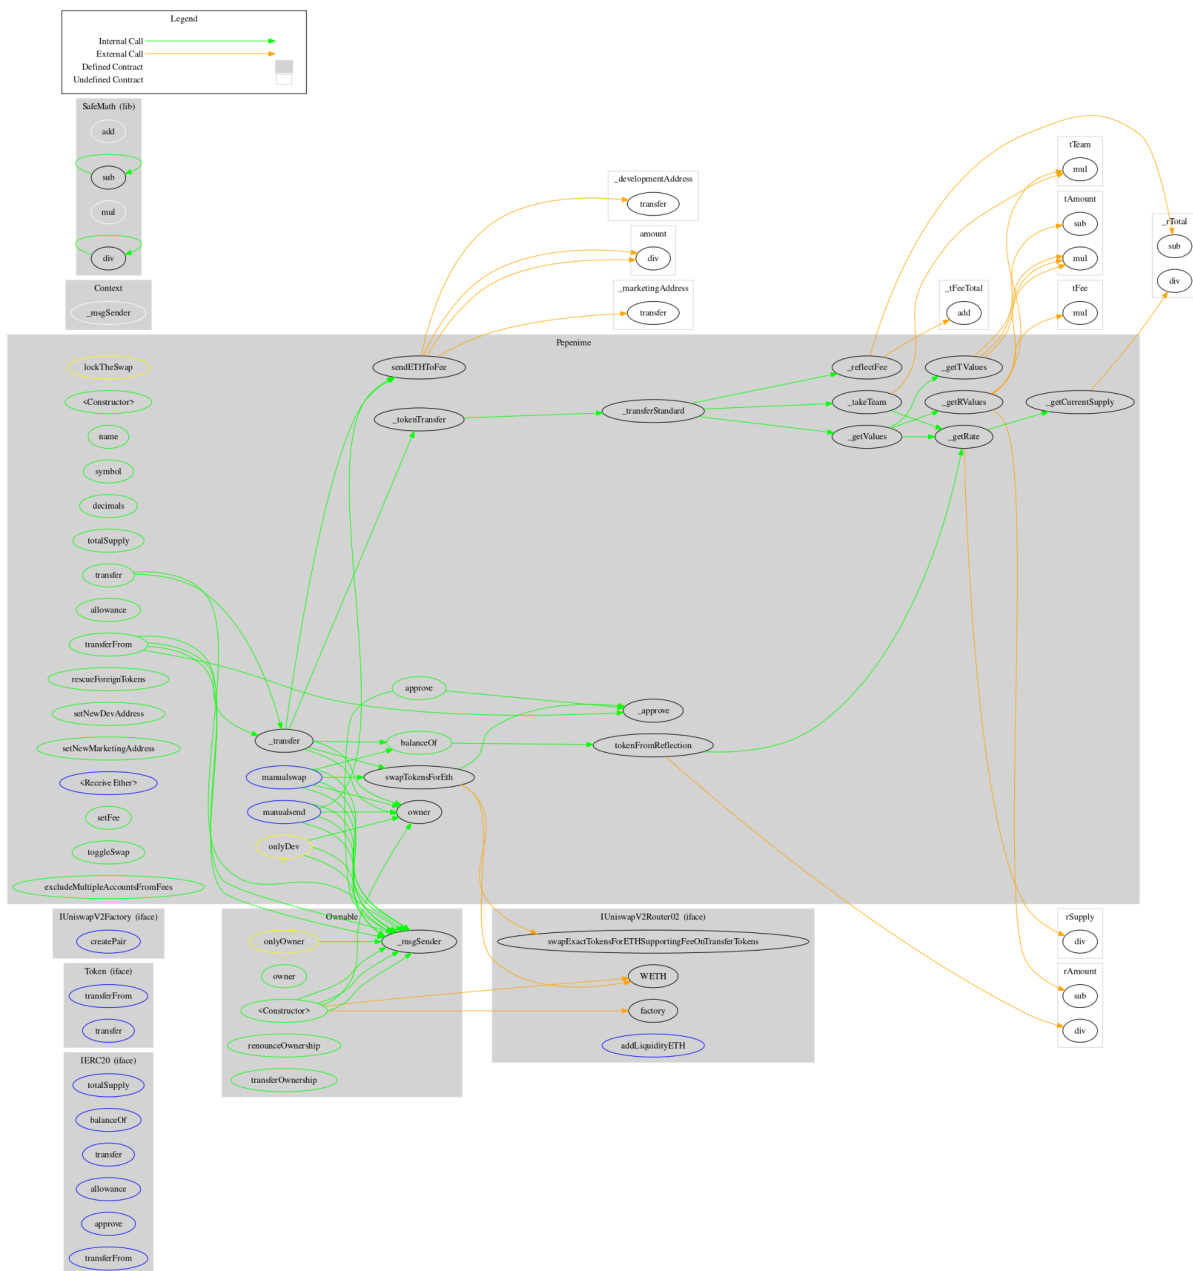 Legend
Internal Call
External Call
Defined Contract
Undefined Contract
SafeMath (lib)
add
sub
mul
div
Context
_msgSender
_developmentAddress
transfer
amount
div
_marketingAddress
transfer
_tFeeTotal
add
tTeam
mul
tAmount
sub
mul
tFee
mul
_rTotal
sub
div
Pepenime
lockTheSwap
<Constructor>
name
symbol
decimals
totalSupply
transfer
allowance
transferFrom
rescueForeignTokens
setNewDevAddress
setNewMarketingAddress
<Receive Ether>
setFee
toggleSwap
excludeMultipleAccountsFromFees
_transfer
manualswap
manualsend
onlyDev
sendETHToFee
_tokenTransfer
approve
balanceOf
swapTokensForEth
owner
_transferStandard
_approve
tokenFromReflection
_reflectFee
_takeTeam
_getValues
_getTValues
_getRValues
_getRate
_getCurrentSupply
IUniswapV2Factory (iface)
createPair
Token (iface)
transferFrom
transfer
IERC20 (iface)
totalSupply
balanceOf
transfer
allowance
approve
transferFrom
Ownable
onlyOwner
_msgSender
owner
<Constructor>
renounceOwnership
transferOwnership
IUniswapV2Router02 (iface)
swapExactTokensForETHSupportingFeeOnTransferTokens
WETH
factory
addLiquidityETH
rSupply
div
rAmount
sub
div